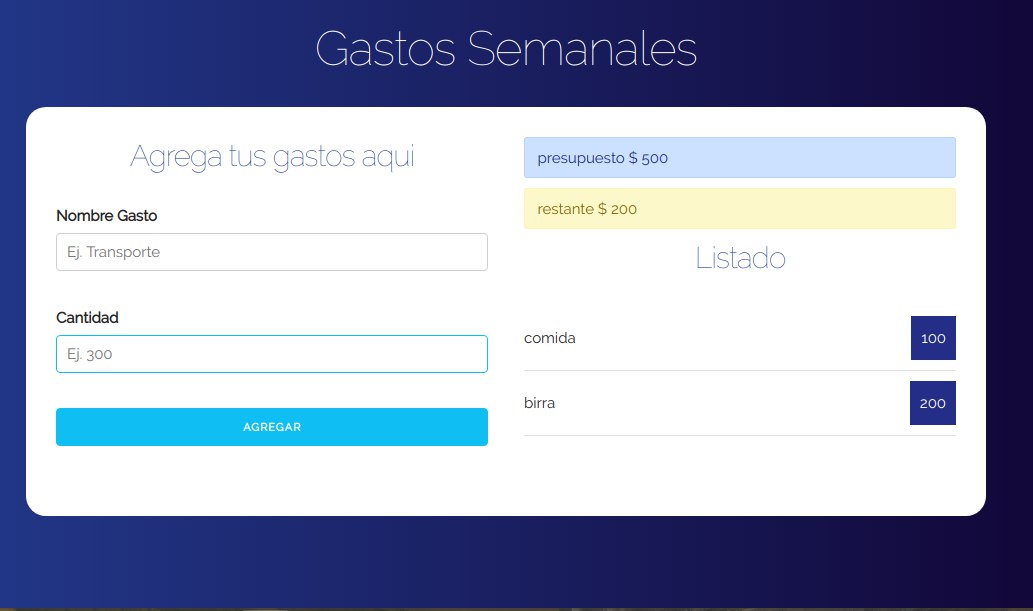 Gastos Semanales
Agrega tus gastos aqui
Nombre Gasto
Ej. Transporte
Cantidad
Ej. 300
AGREGAR
presupuesto $ 500
restante $ 200
Listado
comida 100
birra 200